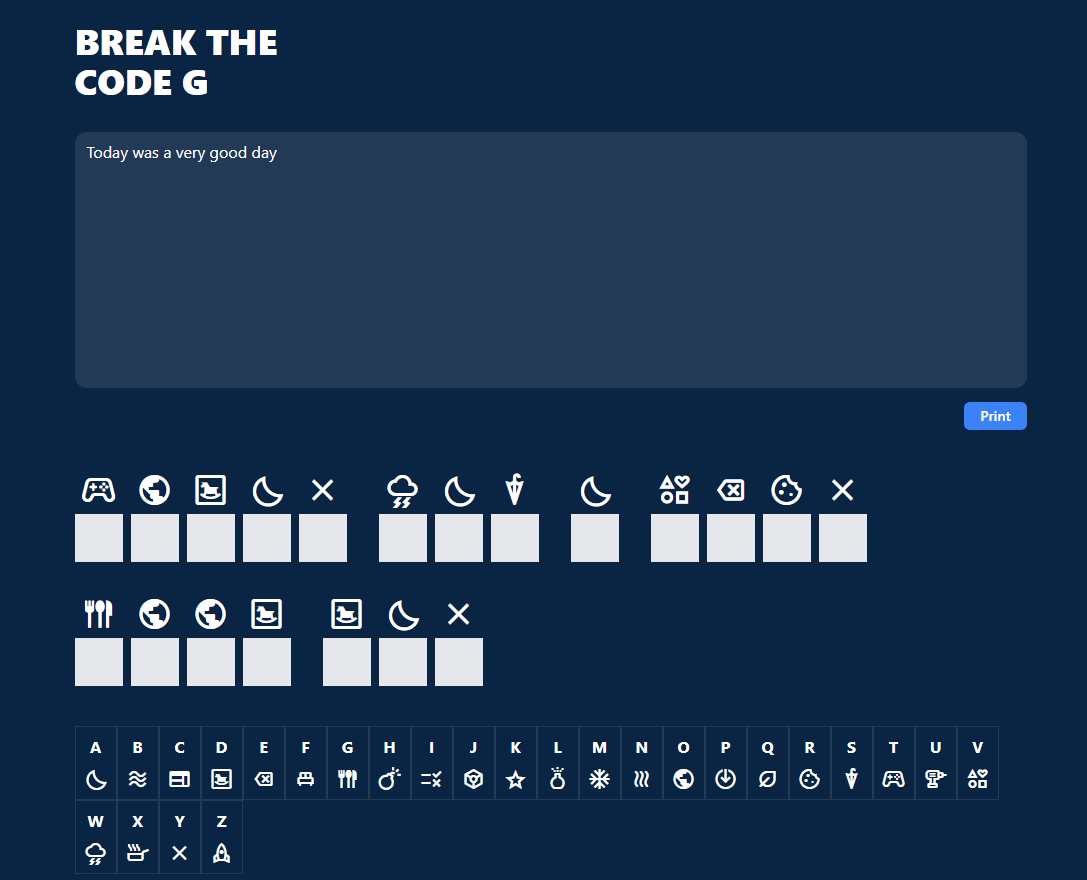 BREAK THE
CODE G
Today was a very good day
Print
A B C D E F G H I J K L M N O P Q R S T U V
W X Y Z